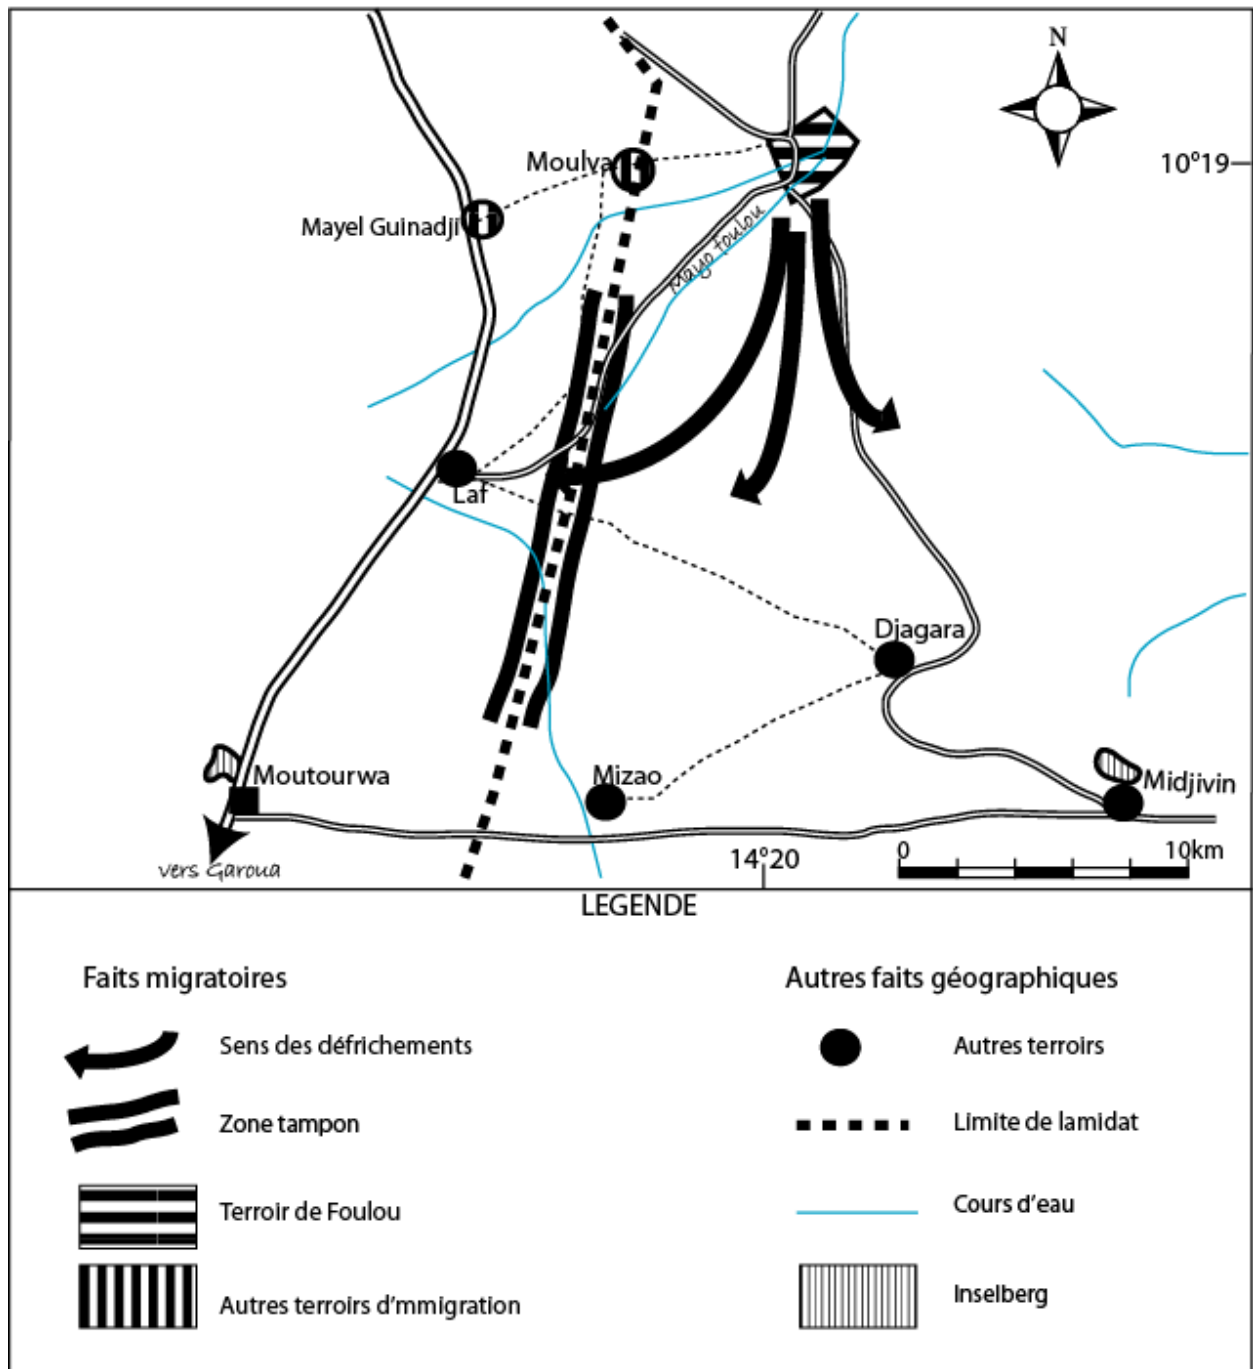 N
10°19
Moulva
Mayel Guinadji
Mayo Foulou
Laf
Djagara
Moutourwa
Mizao
Midjivin
vers Garoua
14°20
0
10km
LEGENDE
Faits migratoires
Sens des défrichements
Zone tampon
Terroir de Foulou
Autres terroirs d'mmigration
Autres faits géographiques
Autres terroirs
Limite de lamidat
Cours d'eau
Inselberg